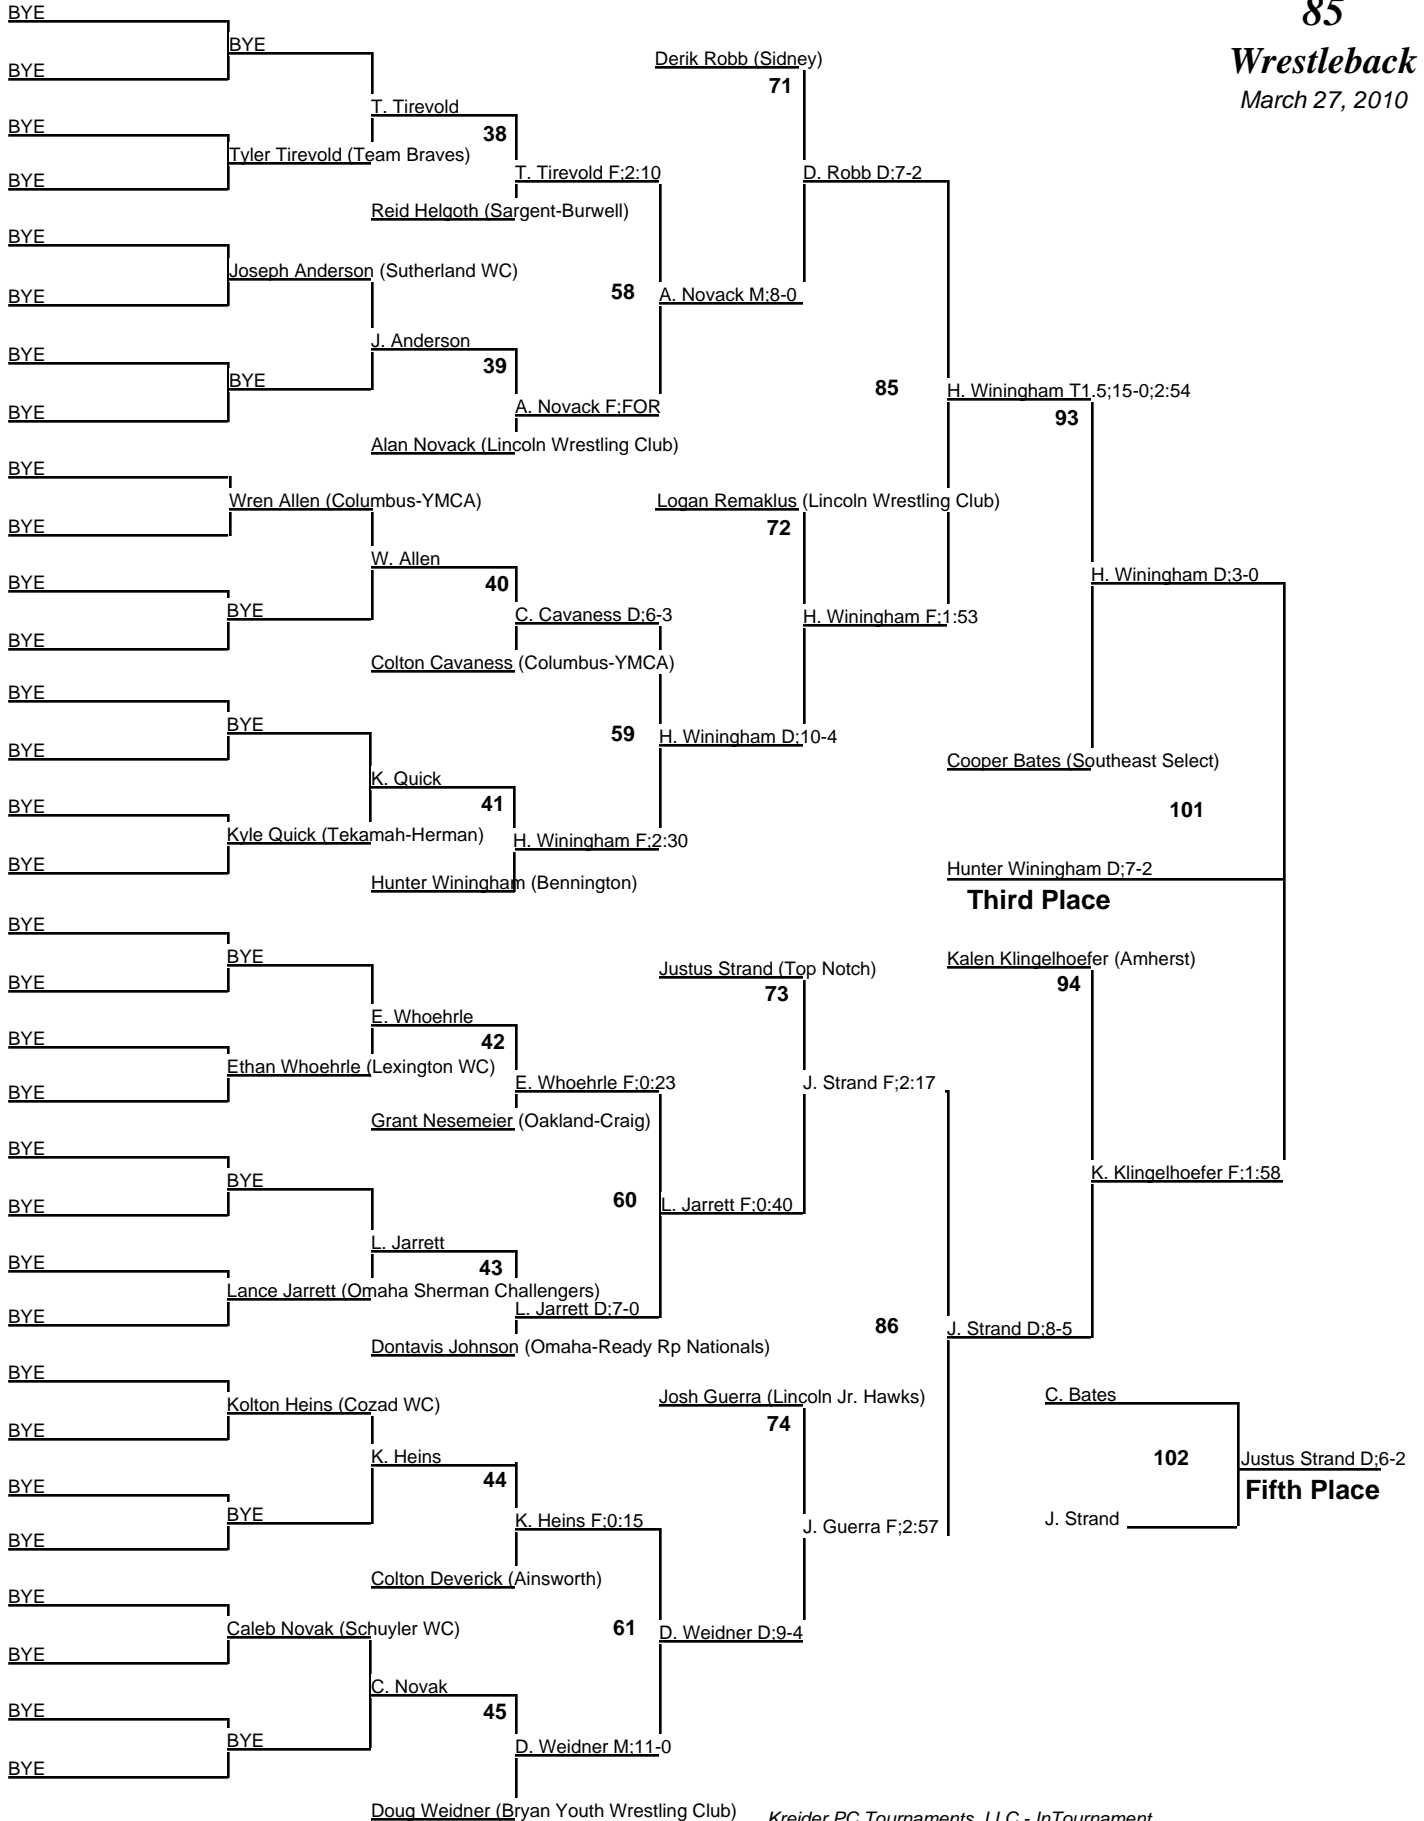 85
Wrestleback
March 27, 2010
BYE
BYE
BYE
Derik Robb (Sidney)
BYE
71
T. Tirevold
BYE
38
Tyler Tirevold (Team Braves)
T. Tirevold F;2:10
D. Robb D;7-2
BYE
Reid Helgoth (Sargent-Burwell)
BYE
Joseph Anderson (Sutherland WC)
BYE
58
A. Novack M;8-0
J. Anderson
BYE
39
BYE
85
H. Winingham T1.5;15-0;2:54
BYE
A. Novack F;FOR
93
Alan Novack (Lincoln Wrestling Club)
BYE
Wren Allen (Columbus-YMCA)
Logan Remaklus (Lincoln Wrestling Club)
BYE
72
W. Allen
BYE
40
H. Winingham D;3-0
BYE
C. Cavaness D;6-3
H. Winingham F;1:53
BYE
Colton Cavaness (Columbus-YMCA)
BYE
BYE
59
H. Winingham D;10-4
BYE
Cooper Bates (Southeast Select)
K. Quick
BYE
41
101
Kyle Quick (Tekamah-Herman)
H. Winingham F;2:30
BYE
Hunter Winingham D;7-2
Hunter Winingham (Bennington)
Third Place
BYE
BYE
Justus Strand (Top Notch)
Kalen Klingelhoefer (Amherst)
BYE
73
94
E. Whoehrle
BYE
42
Ethan Whoehrle (Lexington WC)
E. Whoehrle F;0:23
J. Strand F;2:17
BYE
Grant Nesemeier (Oakland-Craig)
BYE
BYE
K. Klingelhoefer F;1:58
BYE
60
L. Jarrett F;0:40
L. Jarrett
BYE
43
Lance Jarrett (Omaha Sherman Challengers)
L. Jarrett D;7-0
BYE
86
J. Strand D;8-5
Dontavis Johnson (Omaha-Ready Rp Nationals)
BYE
Kolton Heins (Cozad WC)
Josh Guerra (Lincoln Jr. Hawks)
C. Bates
BYE
74
K. Heins
102
Justus Strand D;6-2
BYE
44
Fifth Place
BYE
K. Heins F;0:15
J. Guerra F;2:57
J. Strand
BYE
Colton Deverick (Ainsworth)
BYE
Caleb Novak (Schuyler WC)
61
D. Weidner D;9-4
BYE
C. Novak
BYE
45
BYE
D. Weidner M;11-0
BYE
Doug Weidner (Bryan Youth Wrestling Club)
Kreider PC Tournaments, LLC - InTournament